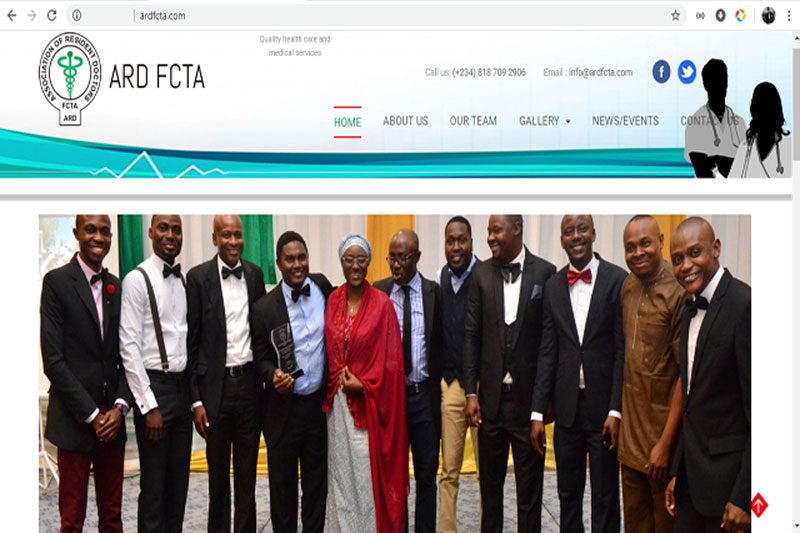 ardfcta.com
Quality health care and
medical services
ASSOCIATION OF RESIDENT DOCTORS
FCTA
ARD
ARD FCTA
Call us: (+234) 818 709 2906 Email : info@ardfcta.com
HOME ABOUT US OUR TEAM GALLERY NEWS/EVENTS CONTACT US